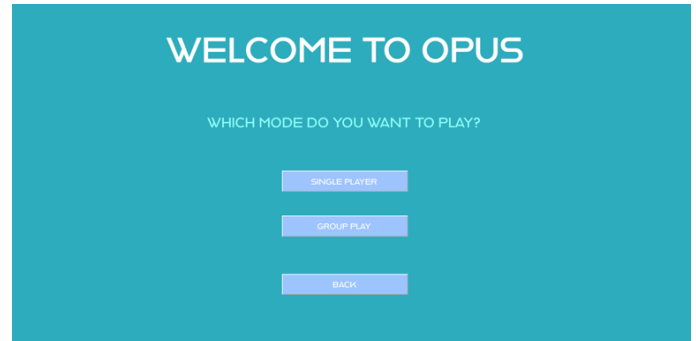 WELCOME TO OPUS
WHICH MODE DO YOU WANT TO PLAY?
SINGLE PLAYER
GROUP PLAY
BACK